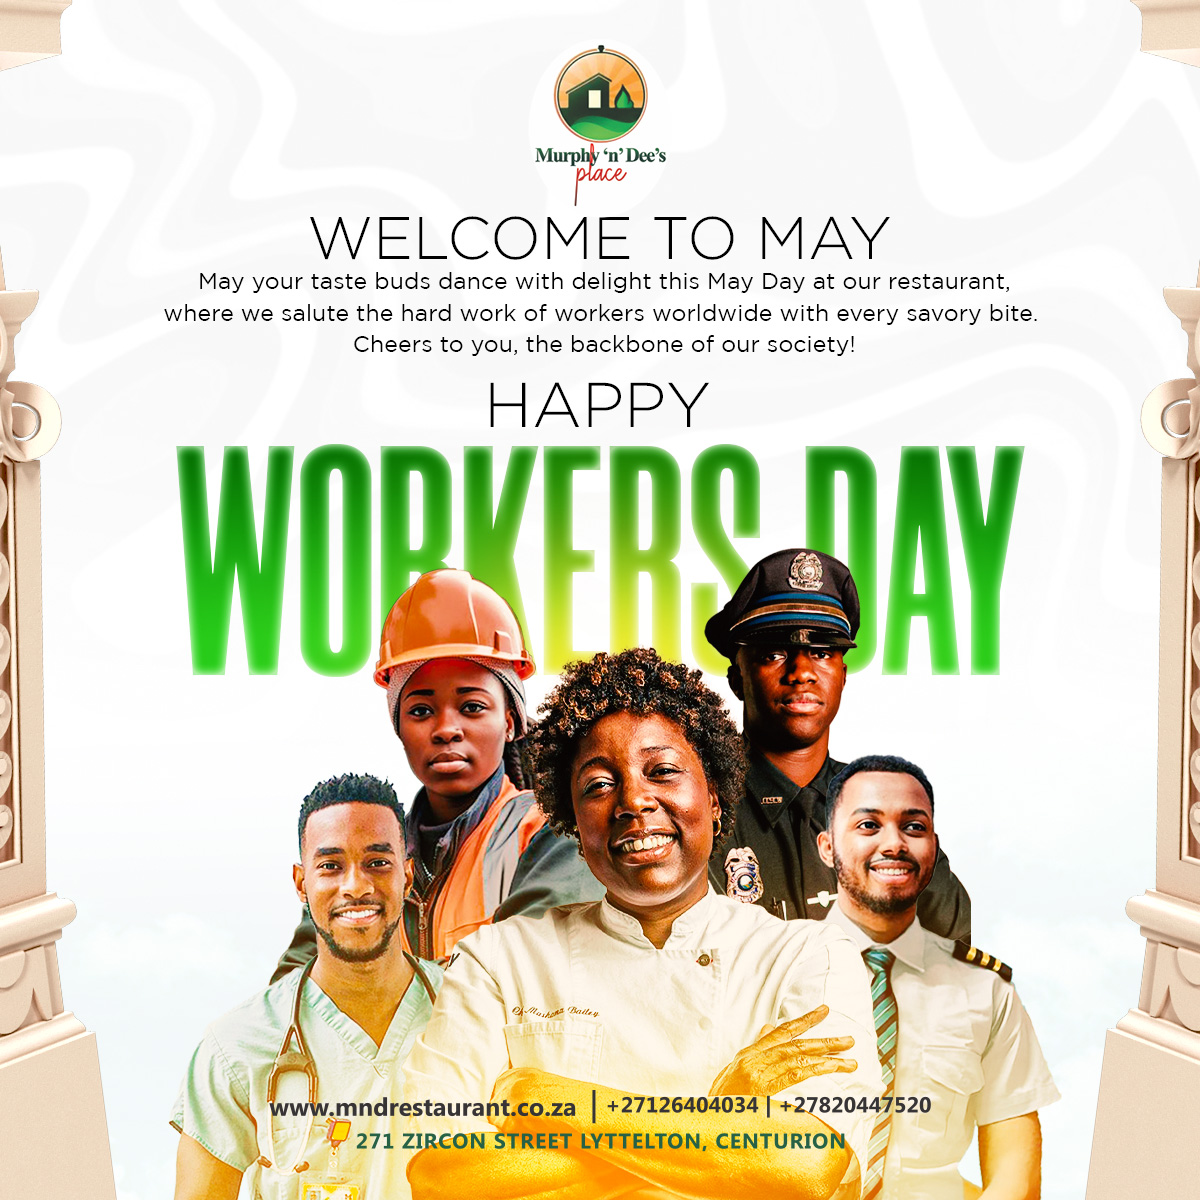 Murphy 'n' Dee's
place
WELCOME TO MAY
May your taste buds dance with delight this May Day at our restaurant,
where we salute the hard work of workers worldwide with every savory bite.
Cheers to you, the backbone of our society!
HAPPY
WORKERS DAY
www.mndrestaurant.co.za | +27126404034 | +27820447520
271 ZIRCON STREET LYTTELTON, CENTURION